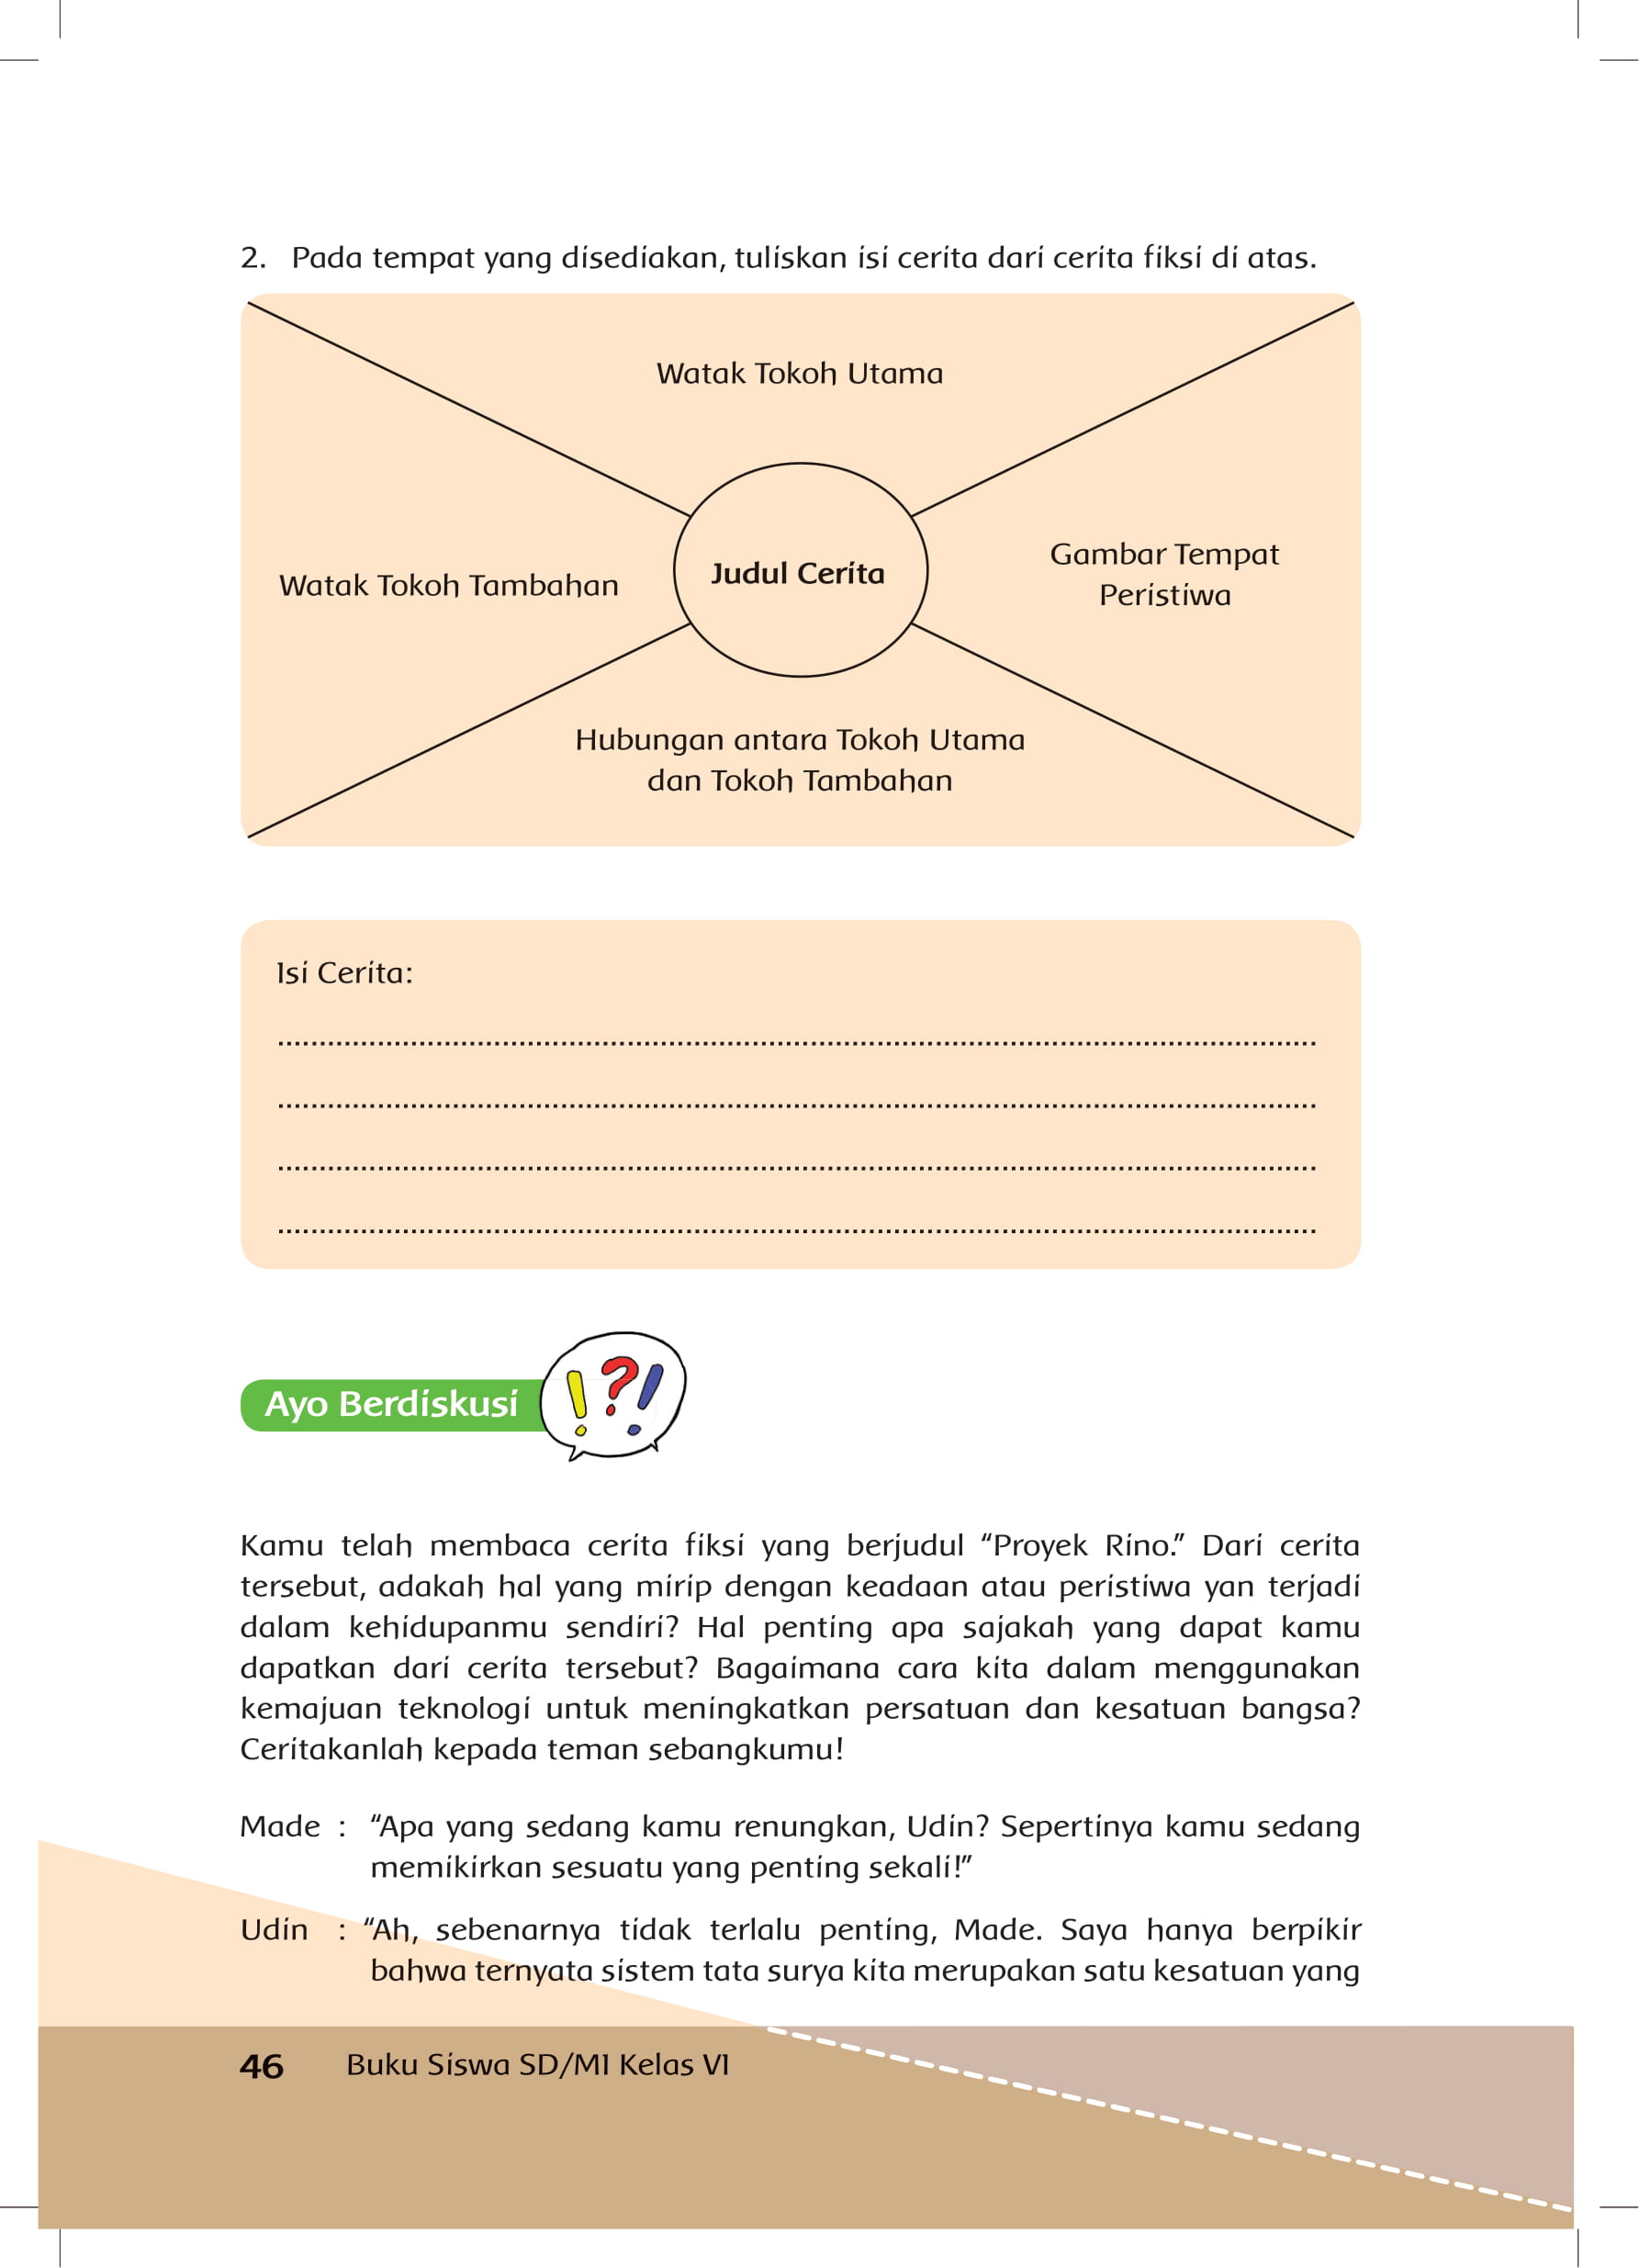 2. Pada tempat yang disediakan, tuliskan isi cerita dari cerita fiksi di atas.
Watak Tokoh Utama
Watak Tokoh Tambahan
Judul Cerita
Gambar Tempat
Peristiwa
Hubungan antara Tokoh Utama
dan Tokoh Tambahan
Isi Cerita:
Ayo Berdiskusi
Kamu telah membaca cerita fiksi yang berjudul “Proyek Rino.” Dari cerita
tersebut, adakah hal yang mirip dengan keadaan atau peristiwa yan terjadi
dalam kehidupanmu sendiri? Hal penting apa sajakah yang dapat kamu
dapatkan dari cerita tersebut? Bagaimana cara kita dalam menggunakan
kemajuan teknologi untuk meningkatkan persatuan dan kesatuan bangsa?
Ceritakanlah kepada teman sebangkumu!
Made : “Apa yang sedang kamu renungkan, Udin? Sepertinya kamu sedang
memikirkan sesuatu yang penting sekali!”
Udin : “Ah, sebenarnya tidak terlalu penting, Made. Saya hanya berpikir
bahwa ternyata sistem tata surya kita merupakan satu kesatuan yang
46 Buku Siswa SD/MI Kelas VI